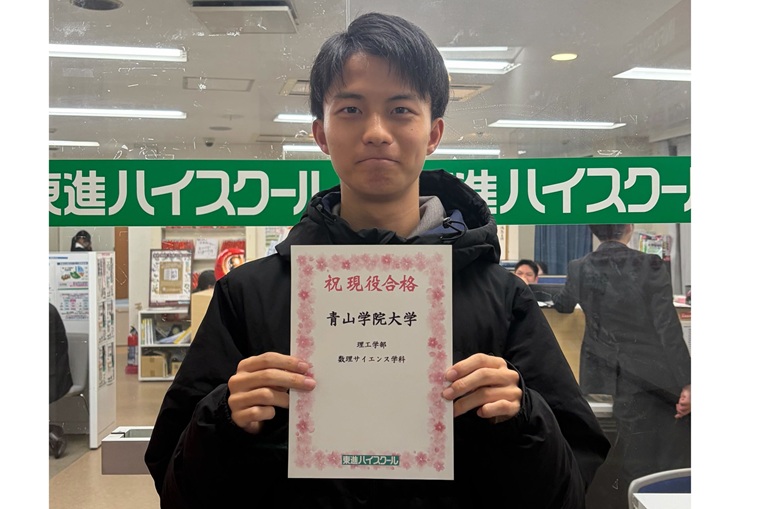 東進ハイスクール
進ハイスクール
祝 現役合格
青山学院大学
理工学部
数理サイエンス学科
東進ハイスクール